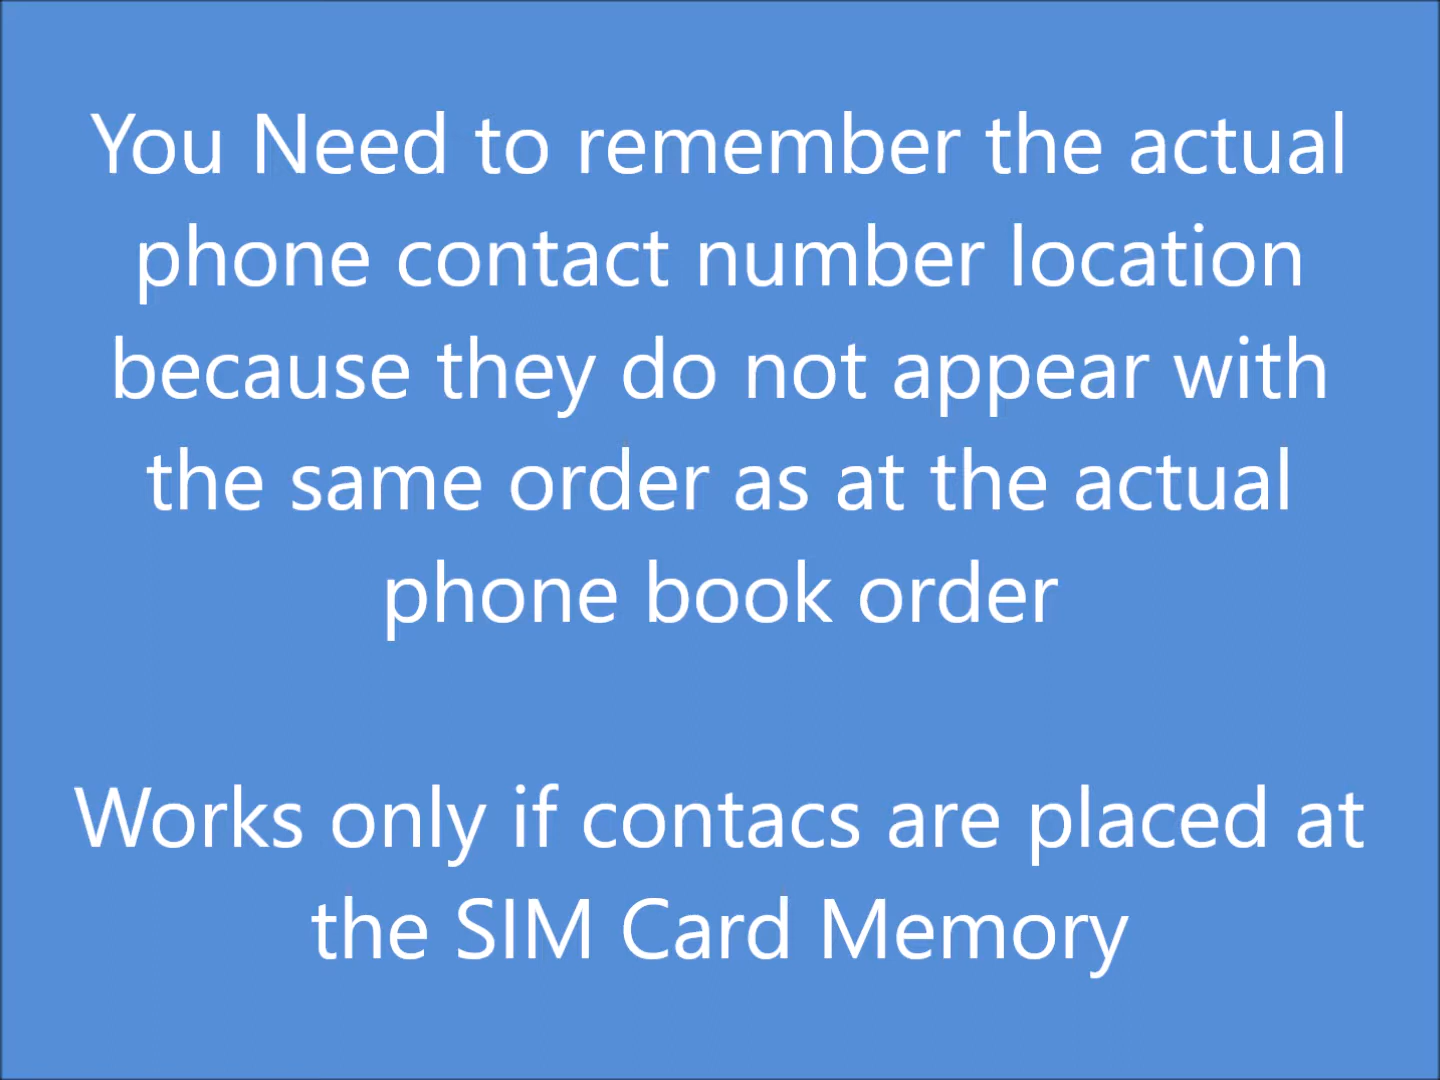 You Need to remember the actual
phone contact number location
because they do not appear with
the same order as at the actual
phone book order
Works only if contacs are placed at
the SIM Card Memory